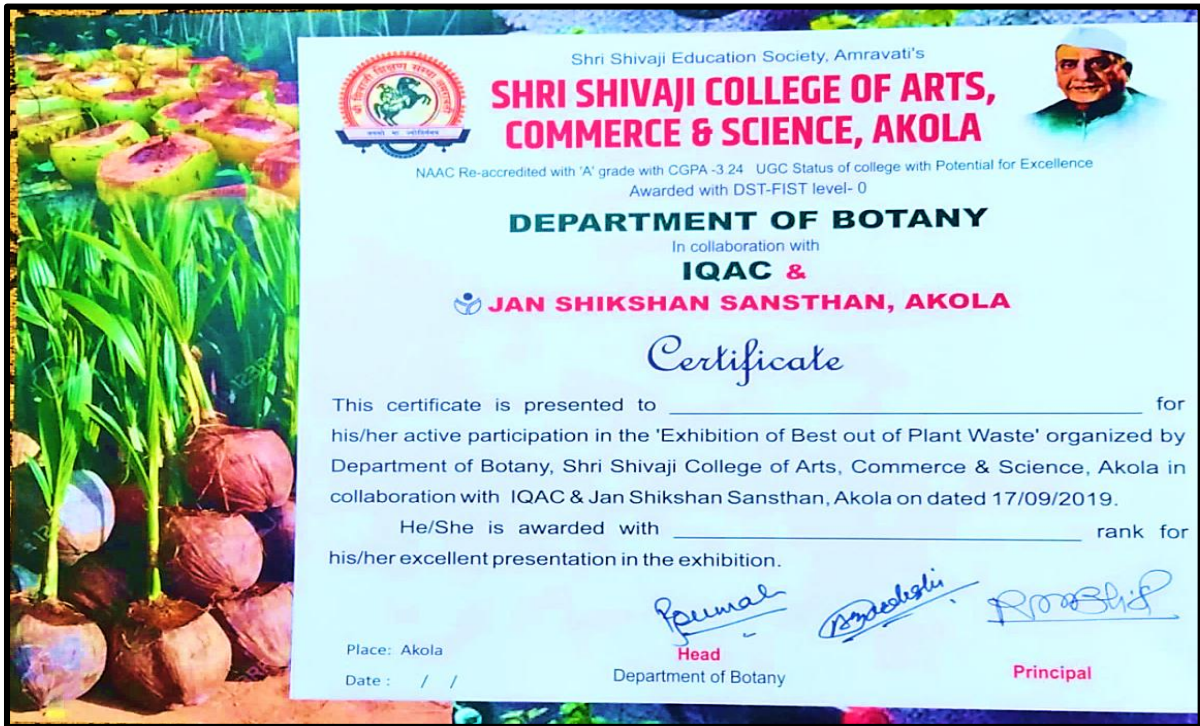 Shri Shivaji Education Society, Amravati's
SHRI SHIVAJI COLLEGE OF ARTS,
COMMERCE & SCIENCE, AKOLA
NAAC Re-accredited with 'A' grade with CGPA -3.24 UGC Status of college with Potential for Excellence
Awarded with DST-FIST level- 0
DEPARTMENT OF BOTANY
In collaboration with
IQAC &
JAN SHIKSHAN SANSTHAN, AKOLA
Certificate
This certificate is presented to ______________ for
his/her active participation in the 'Exhibition of Best out of Plant Waste' organized by
Department of Botany, Shri Shivaji College of Arts, Commerce & Science, Akola in
collaboration with IQAC & Jan Shikshan Sansthan, Akola on dated 17/09/2019.
He/She is awarded with ______________ rank for
his/her excellent presentation in the exhibition.
Place: Akola
Date : / /
Head
Department of Botany
Principal